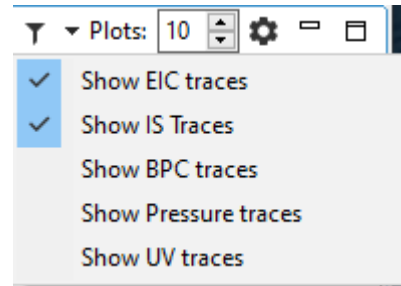 Plots: 10
Show EIC traces
Show IS Traces
Show BPC traces
Show Pressure traces
Show UV traces